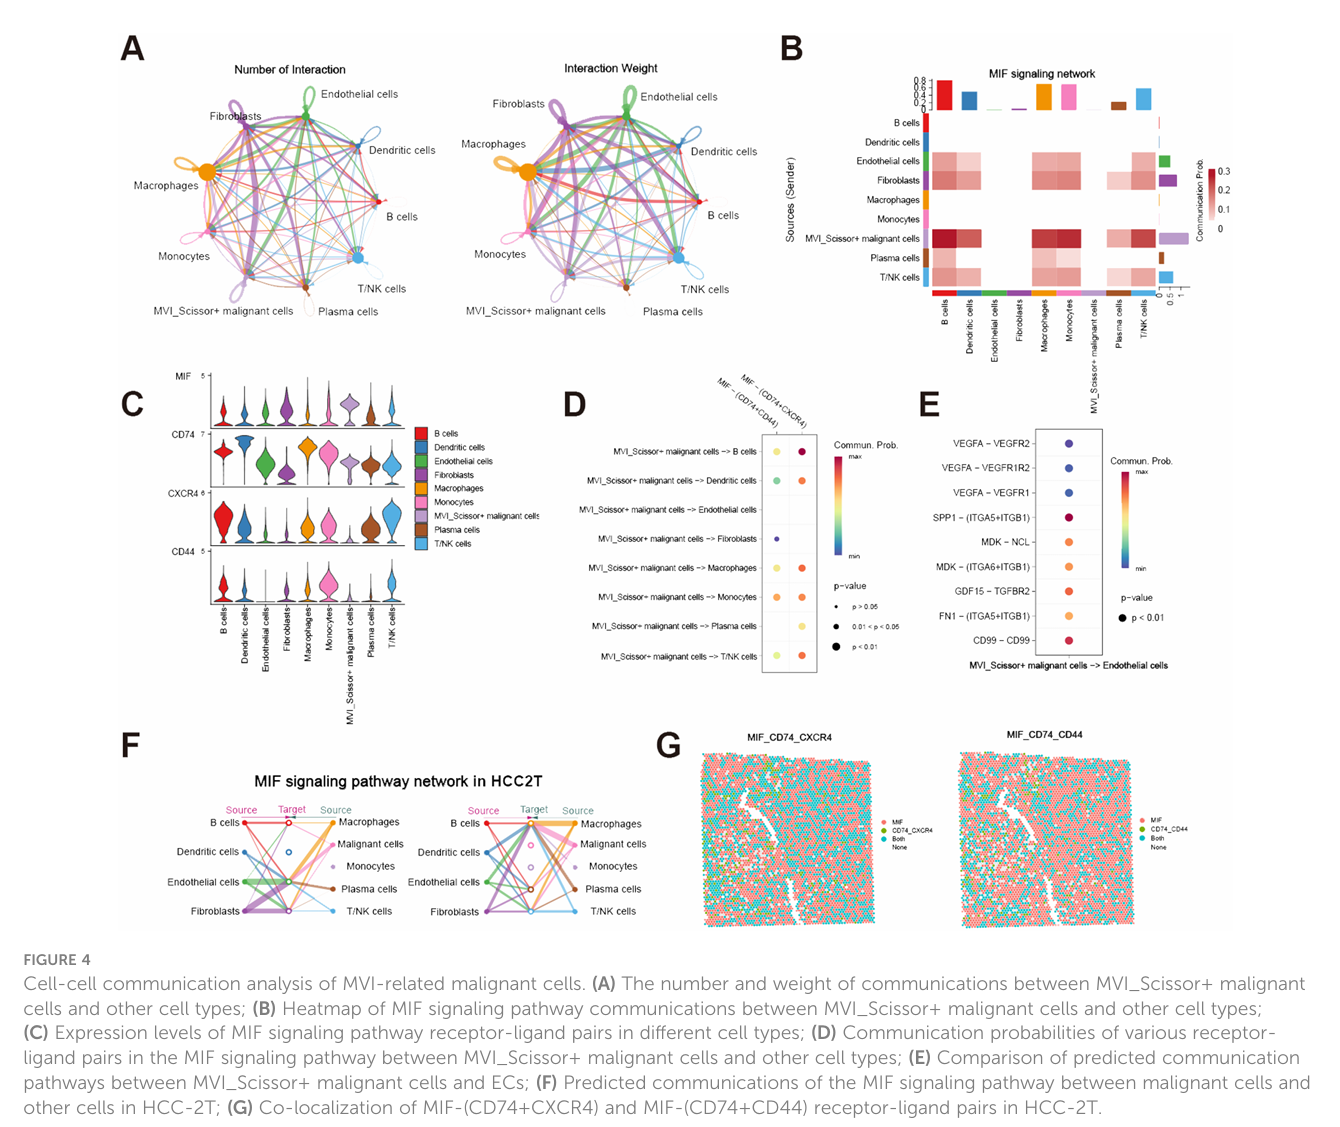 A
Number of Interaction
Endothelial cells
Fibroblasts
Dendritic cells
Macrophages
B cells
Monocytes
T/NK cells
MVI_Scissor+ malignant cells
Plasma cells
Interaction Weight
Endothelial cells
Fibroblasts
Macrophages
Dendritic cells
B cells
Monocytes
T/NK cells
MVI_Scissor+ malignant cells
Plasma cells
B
MIF signaling network
0.8
0.6
0.4
0.2
0
Sources (Sender)
B cells
Dendritic cells
Endothelial cells
Fibroblasts
Macrophages
Monocytes
MVI_Scissor+ malignant cells
Plasma cells
T/NK cells
B cells
Dendritic cells
Endothelial cells
Fibroblasts
Macrophages
Monocytes
MVI_Scissor+ malignant cells
Plasma cells
T/NK cells
0
0.5
1
Communication Prob.
0.3
0.2
0.1
0
C
MIF 5
CD74 7
CXCR4 6
CD44 5
B cells
Dendritic cells
Endothelial cells
Fibroblasts
Macrophages
Monocytes
MVI_Scissor+ malignant cells
Plasma cells
T/NK cells
B cells
Dendritic cells
Endothelial cells
Fibroblasts
Macrophages
Monocytes
MVI_Scissor+ malignant cells
Plasma cells
T/NK cells
D
MIF – (CD74+CD44)
MIF – (CD74+CXCR4)
MVI_Scissor+ malignant cells –> B cells
MVI_Scissor+ malignant cells –> Dendritic cells
MVI_Scissor+ malignant cells –> Endothelial cells
MVI_Scissor+ malignant cells –> Fibroblasts
MVI_Scissor+ malignant cells –> Macrophages
MVI_Scissor+ malignant cells –> Monocytes
MVI_Scissor+ malignant cells –> Plasma cells
MVI_Scissor+ malignant cells –> T/NK cells
Commun. Prob.
max
min
p–value
p > 0.05
0.01 < p < 0.05
p < 0.01
E
VEGFA – VEGFR2
VEGFA – VEGFR1R2
VEGFA – VEGFR1
SPP1 – (ITGA5+ITGB1)
MDK – NCL
MDK – (ITGA6+ITGB1)
GDF15 – TGFBR2
FN1 – (ITGA5+ITGB1)
CD99 – CD99
MVI_Scissor+ malignant cells –> Endothelial cells
Commun. Prob.
max
min
p–value
p < 0.01
F
MIF signaling pathway network in HCC2T
Source
Target
Source
B cells
Dendritic cells
Endothelial cells
Fibroblasts
Macrophages
Malignant cells
Monocytes
Plasma cells
T/NK cells
Source
Target
Source
B cells
Dendritic cells
Endothelial cells
Fibroblasts
Macrophages
Malignant cells
Monocytes
Plasma cells
T/NK cells
G
MIF_CD74_CXCR4
MIF
CD74_CXCR4
Both
None
MIF_CD74_CD44
MIF
CD74_CD44
Both
None
FIGURE 4
Cell-cell communication analysis of MVI-related malignant cells. (A) The number and weight of communications between MVI_Scissor+ malignant
cells and other cell types; (B) Heatmap of MIF signaling pathway communications between MVI_Scissor+ malignant cells and other cell types;
(C) Expression levels of MIF signaling pathway receptor-ligand pairs in different cell types; (D) Communication probabilities of various receptor-
ligand pairs in the MIF signaling pathway between MVI_Scissor+ malignant cells and other cell types; (E) Comparison of predicted communication
pathways between MVI_Scissor+ malignant cells and ECs; (F) Predicted communications of the MIF signaling pathway between malignant cells and
other cells in HCC-2T; (G) Co-localization of MIF-(CD74+CXCR4) and MIF-(CD74+CD44) receptor-ligand pairs in HCC-2T.